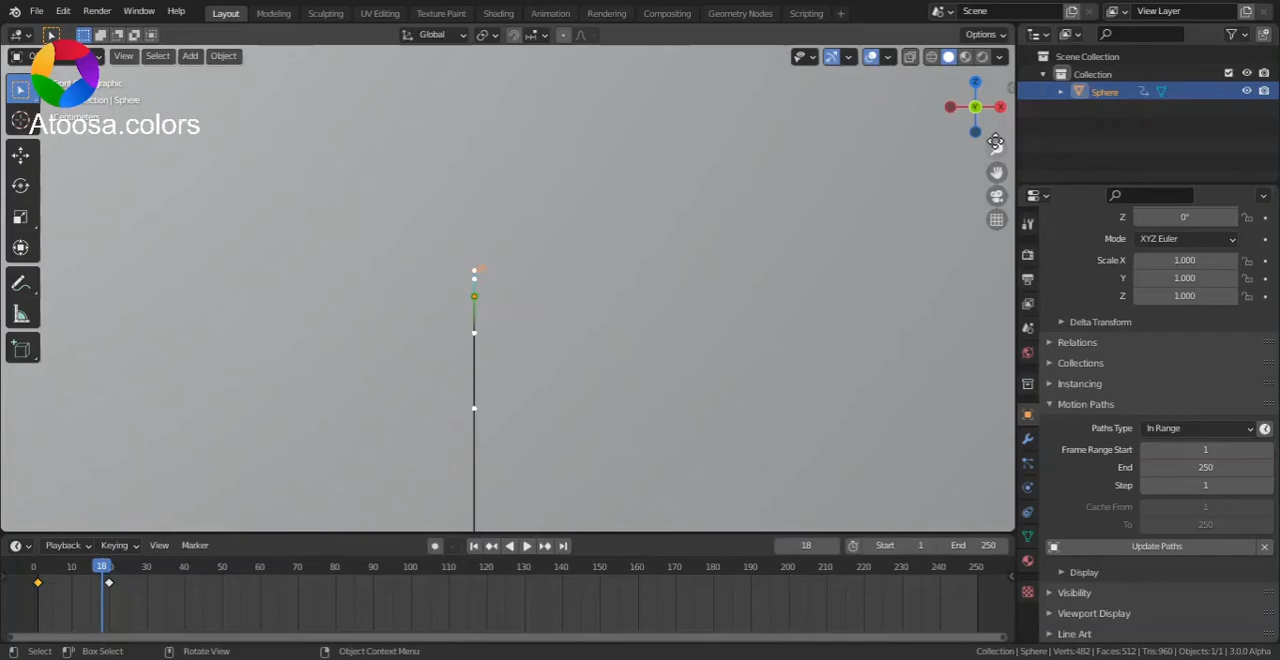 File Edit Render Window Help
Layout Modeling Sculpting UV Editing Texture Paint Shading Animation Rendering Compositing Geometry Nodes Scripting +
Scene
View Layer
Global
Options
View Select Add Object
Atoosa.colors
Z
X
Scene Collection
Collection
Sphere
Z 0°
Mode XYZ Euler
Scale X 1.000
Y 1.000
Z 1.000
Delta Transform
Relations
Collections
Instancing
Motion Paths
Paths Type In Range
Frame Range Start 1
End 250
Step 1
Cache From 1
To 250
Update Paths
Display
Visibility
Viewport Display
Line Art
Playback Keying View Marker
18
Start 1 End 250
0 10 18 30 40 50 60 70 80 90 100 110 120 130 140 150 160 170 180 190 200 210 220 230 240 250
Select Box Select Rotate View Object Context Menu
Collection | Sphere | Verts:482 | Faces:512 | Tris:960 | Objects:1/1 | 3.0.0 Alpha